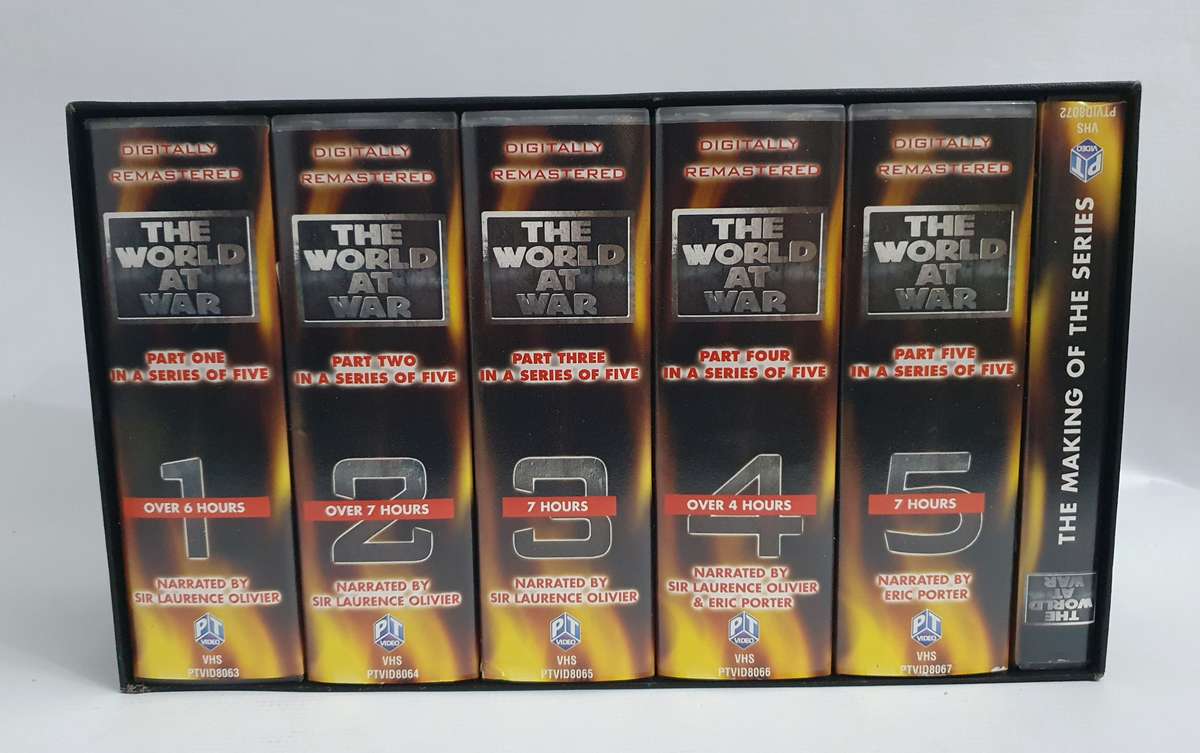 DIGITALLY
REMASTERED
THE
WORLD
AT
WAR
PART ONE
IN A SERIES OF FIVE
1
OVER 6 HOURS
NARRATED BY
SIR LAURENCE OLIVIER
PT
VIDEO
VHS
PTVID8063
DIGITALLY
REMASTERED
THE
WORLD
AT
WAR
PART TWO
IN A SERIES OF FIVE
2
OVER 7 HOURS
NARRATED BY
SIR LAURENCE OLIVIER
PT
VIDEO
VHS
PTVID8064
DIGITALLY
REMASTERED
THE
WORLD
AT
WAR
PART THREE
IN A SERIES OF FIVE
3
7 HOURS
NARRATED BY
SIR LAURENCE OLIVIER
PT
VIDEO
VHS
PTVID8065
DIGITALLY
REMASTERED
THE
WORLD
AT
WAR
PART FOUR
IN A SERIES OF FIVE
4
OVER 4 HOURS
NARRATED BY
SIR LAURENCE OLIVIER
& ERIC PORTER
PT
VIDEO
VHS
PTVID8066
DIGITALLY
REMASTERED
THE
WORLD
AT
WAR
PART FIVE
IN A SERIES OF FIVE
5
7 HOURS
NARRATED BY
ERIC PORTER
PT
VIDEO
VHS
PTVID8067
THE
WORLD
AT
WAR
THE MAKING OF THE SERIES
PT
VIDEO
VHS
PTVID8072